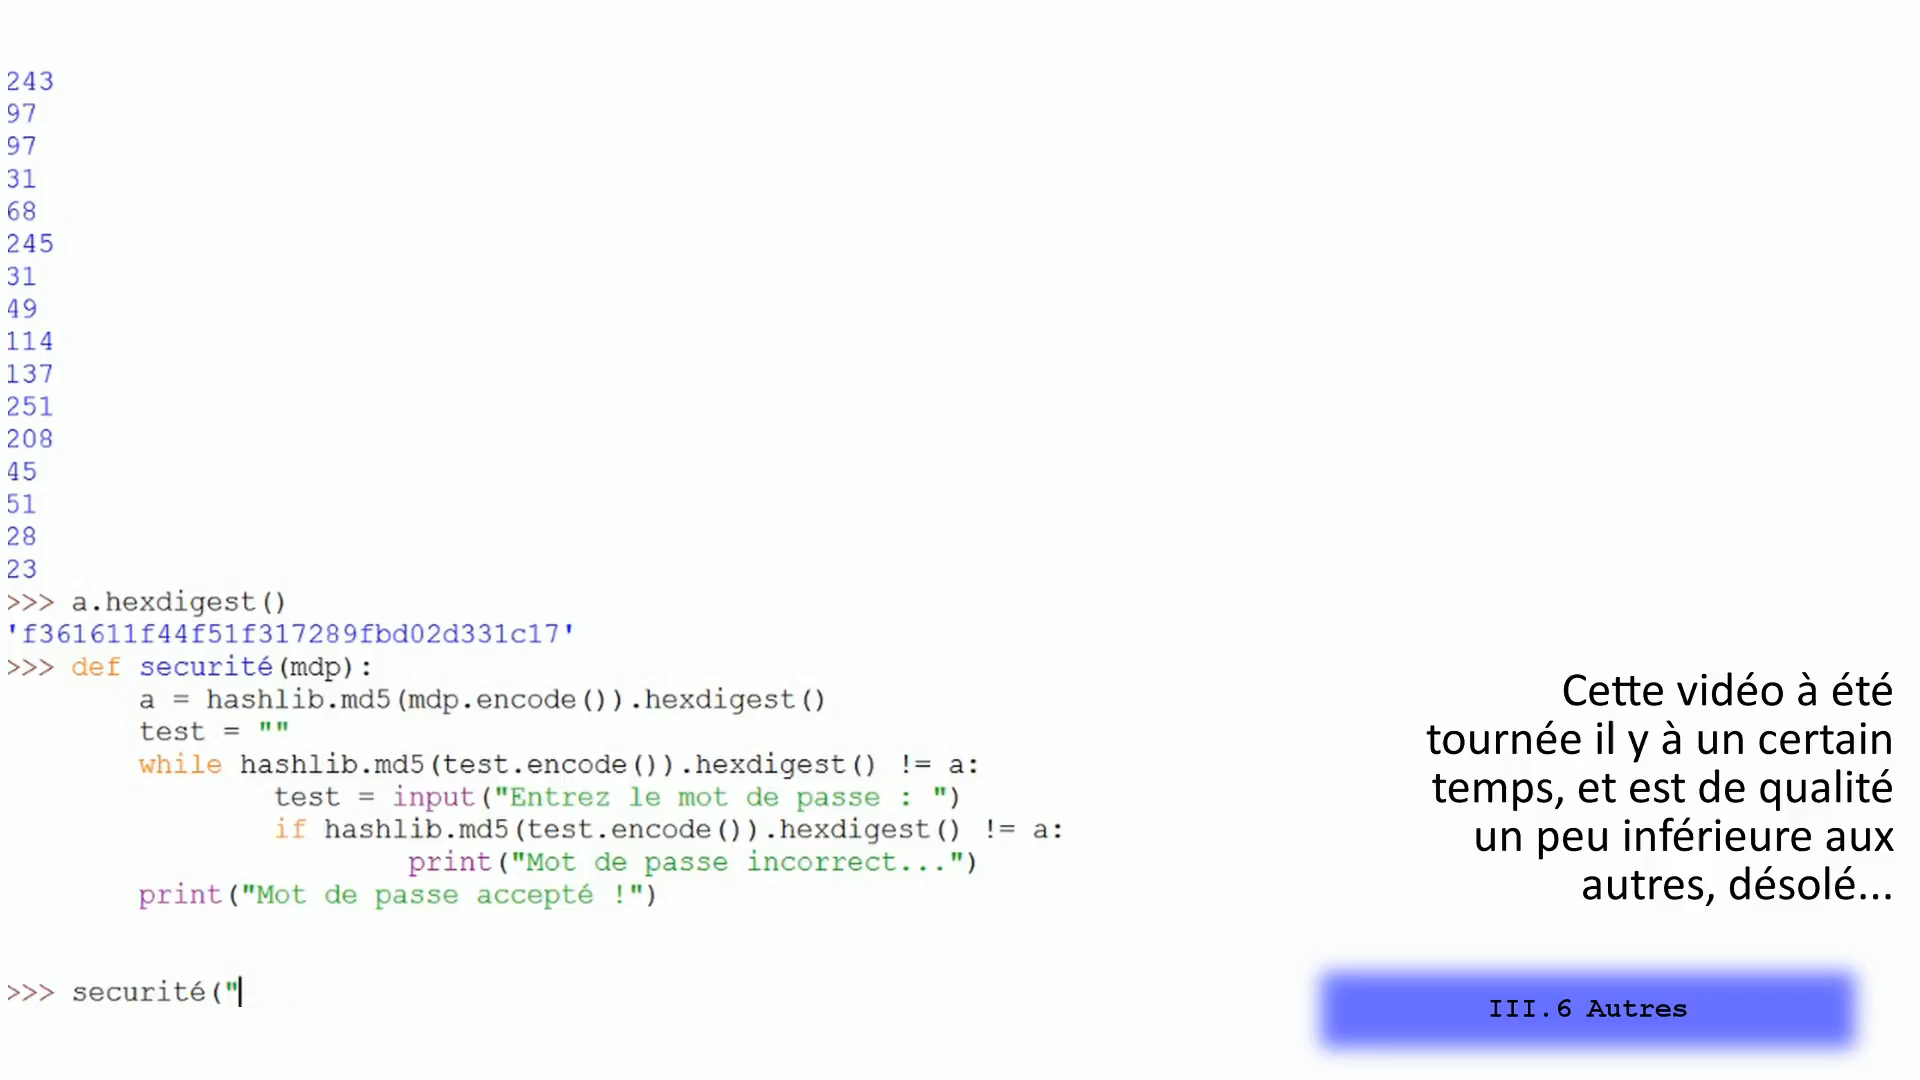 243
97
97
31
68
245
31
49
114
137
251
208
45
51
28
23
>>> a.hexdigest()
'f361611f44f51f317289fbd02d331c17'
>>> def securité(mdp):
a = hashlib.md5(mdp.encode()).hexdigest()
test = ""
while hashlib.md5(test.encode()).hexdigest() != a:
test = input("Entrez le mot de passe : ")
if hashlib.md5(test.encode()).hexdigest() != a:
print("Mot de passe incorrect...")
print("Mot de passe accepté !")
>>> securité("
Cette vidéo à été
tournée il y à un certain
temps, et est de qualité
un peu inférieure aux
autres, désolé...
III.6 Autres